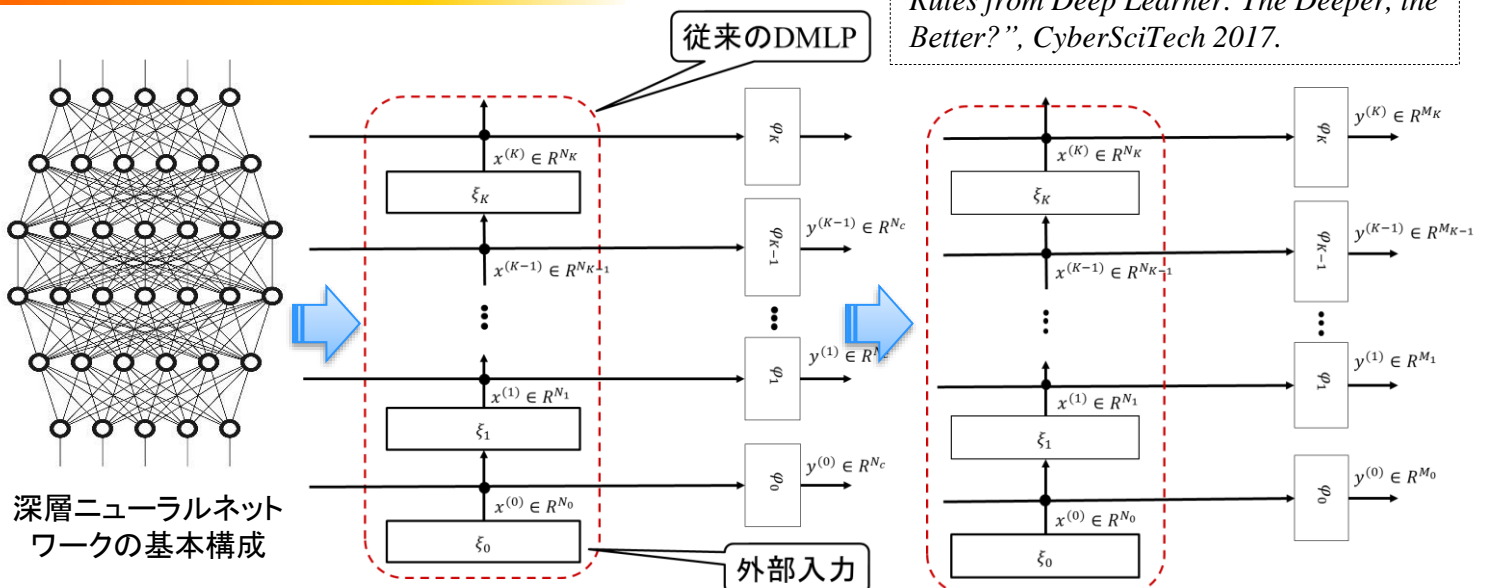 Rules from Deep Learner: The Deeper, the
Better?”, CyberSciTech 2017.
従来のDMLP
深層ニューラルネット
ワークの基本構成
φ_K
x^{(K)} ∈ R^{N_K}
ξ_K
y^{(K-1)} ∈ R^{N_c}
φ_{K-1}
x^{(K-1)} ∈ R^{N_{K-1}}
y^{(1)} ∈ R^{N_c}
φ_1
x^{(1)} ∈ R^{N_1}
ξ_1
y^{(0)} ∈ R^{N_c}
φ_0
x^{(0)} ∈ R^{N_0}
ξ_0
外部入力
y^{(K)} ∈ R^{M_K}
φ_K
x^{(K)} ∈ R^{N_K}
ξ_K
y^{(K-1)} ∈ R^{M_{K-1}}
φ_{K-1}
x^{(K-1)} ∈ R^{N_{K-1}}
y^{(1)} ∈ R^{M_1}
φ_1
x^{(1)} ∈ R^{N_1}
ξ_1
y^{(0)} ∈ R^{M_0}
φ_0
x^{(0)} ∈ R^{N_0}
ξ_0